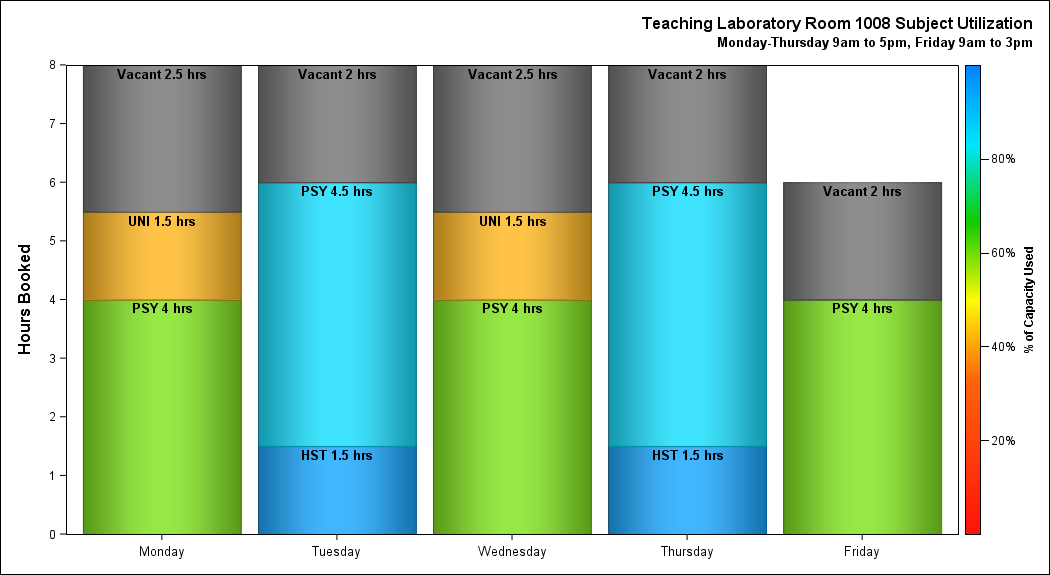 Teaching Laboratory Room 1008 Subject Utilization
Monday-Thursday 9am to 5pm, Friday 9am to 3pm
Hours Booked
8
7
6
5
4
3
2
1
0
Vacant 2.5 hrs
UNI 1.5 hrs
PSY 4 hrs
Vacant 2 hrs
PSY 4.5 hrs
HST 1.5 hrs
Vacant 2.5 hrs
UNI 1.5 hrs
PSY 4 hrs
Vacant 2 hrs
PSY 4.5 hrs
HST 1.5 hrs
Vacant 2 hrs
PSY 4 hrs
Monday
Tuesday
Wednesday
Thursday
Friday
80%
60%
40%
20%
% of Capacity Used